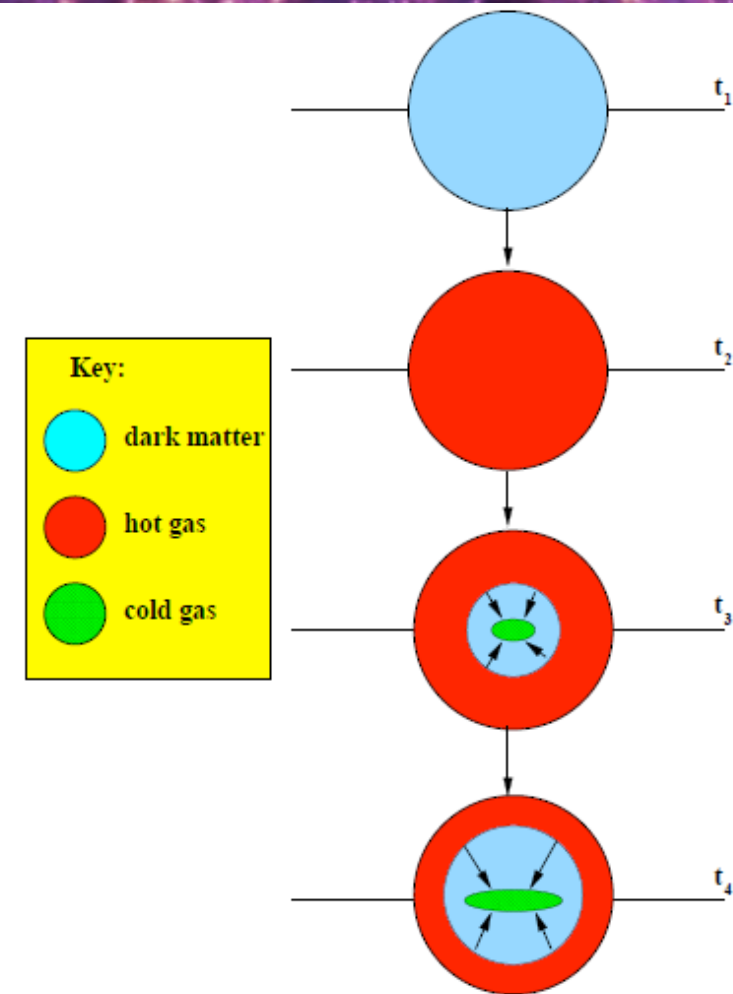 t₁
t₂
Key:
dark matter
hot gas
cold gas
t₃
t₄